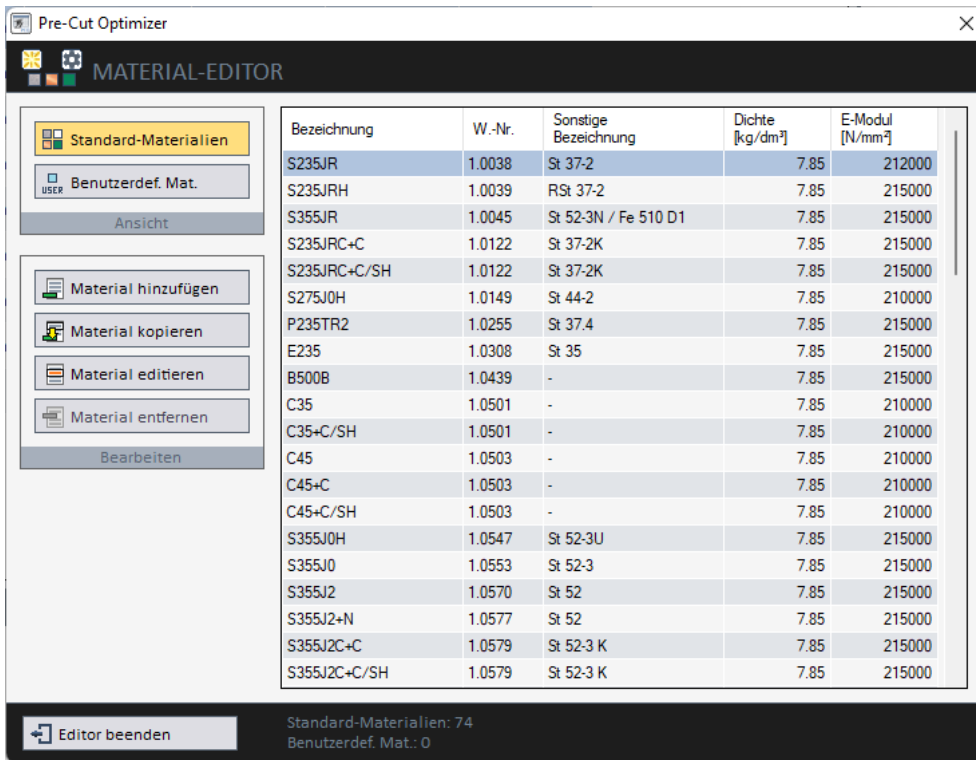 Pre-Cut Optimizer
MATERIAL-EDITOR
Standard-Materialien
USER Benutzerdef. Mat.
Ansicht
Material hinzufügen
Material kopieren
Material editieren
Material entfernen
Bearbeiten
Bezeichnung W.-Nr. Sonstige Bezeichnung Dichte [kg/dm³] E-Modul [N/mm²]
S235JR 1.0038 St 37-2 7.85 212000
S235JRH 1.0039 RSt 37-2 7.85 215000
S355JR 1.0045 St 52-3N / Fe 510 D1 7.85 215000
S235JRC+C 1.0122 St 37-2K 7.85 215000
S235JRC+C/SH 1.0122 St 37-2K 7.85 215000
S275J0H 1.0149 St 44-2 7.85 210000
P235TR2 1.0255 St 37.4 7.85 215000
E235 1.0308 St 35 7.85 215000
B500B 1.0439 - 7.85 215000
C35 1.0501 - 7.85 210000
C35+C/SH 1.0501 - 7.85 210000
C45 1.0503 - 7.85 210000
C45+C 1.0503 - 7.85 210000
C45+C/SH 1.0503 - 7.85 210000
S355J0H 1.0547 St 52-3U 7.85 215000
S355J0 1.0553 St 52-3 7.85 215000
S355J2 1.0570 St 52 7.85 215000
S355J2+N 1.0577 St 52 7.85 215000
S355J2C+C 1.0579 St 52-3 K 7.85 215000
S355J2C+C/SH 1.0579 St 52-3 K 7.85 215000
Editor beenden
Standard-Materialien: 74
Benutzerdef. Mat.: 0